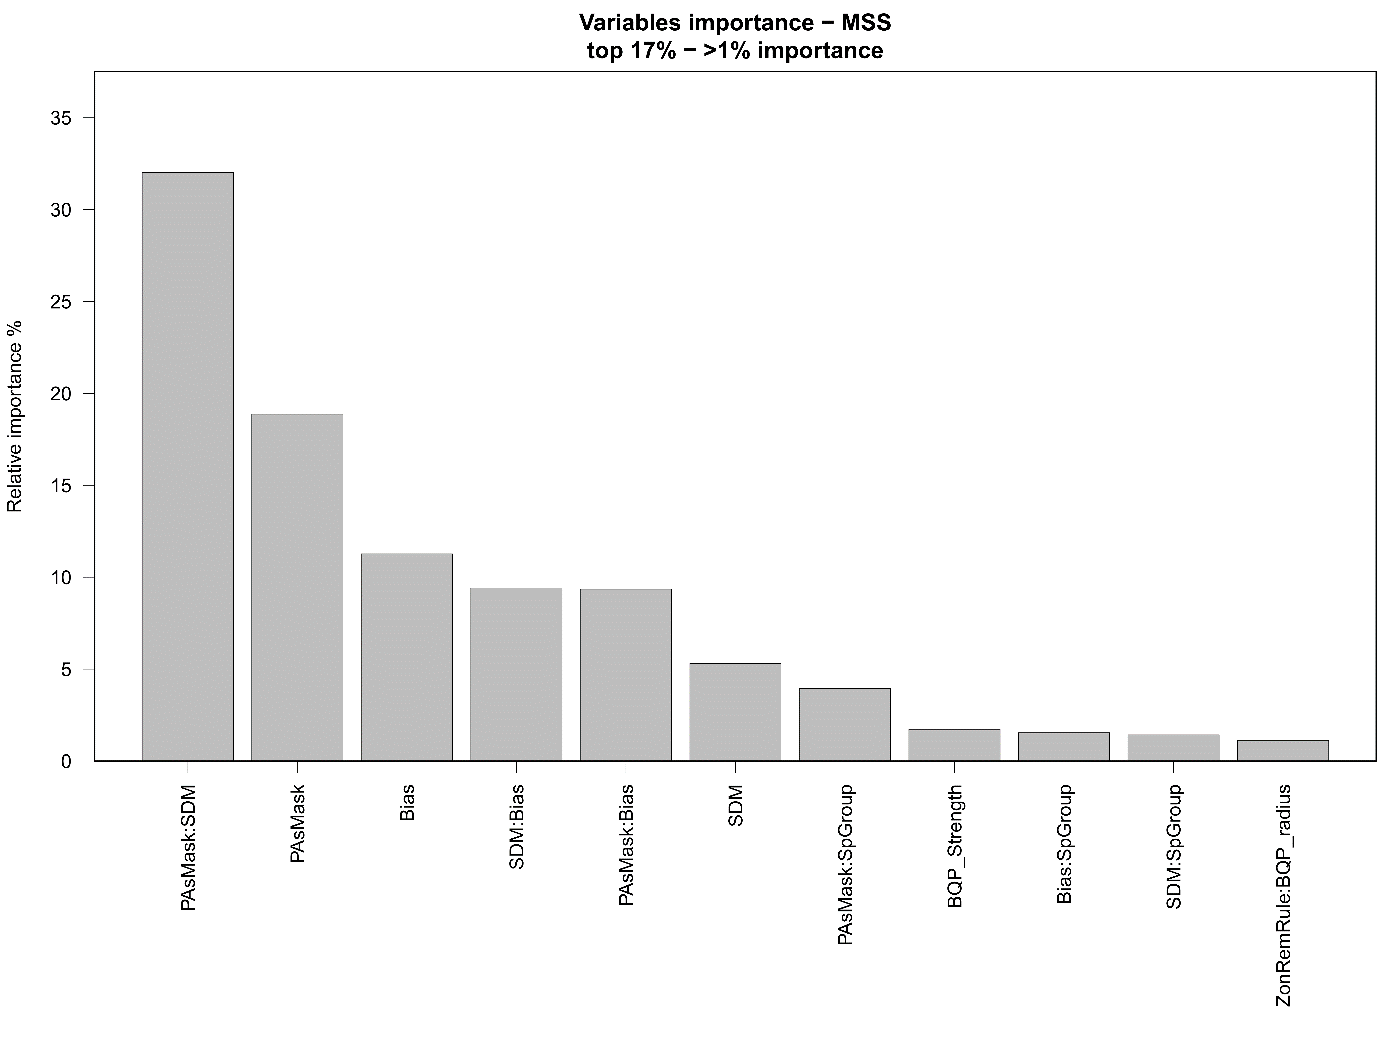 Variables importance − MSS
top 17% − >1% importance
Relative importance %
35
30
25
20
15
10
5
0
PAsMask:SDM
PAsMask
Bias
SDM:Bias
PAsMask:Bias
SDM
PAsMask:SpGroup
BQP_Strength
Bias:SpGroup
SDM:SpGroup
ZonRemRule:BQP_radius